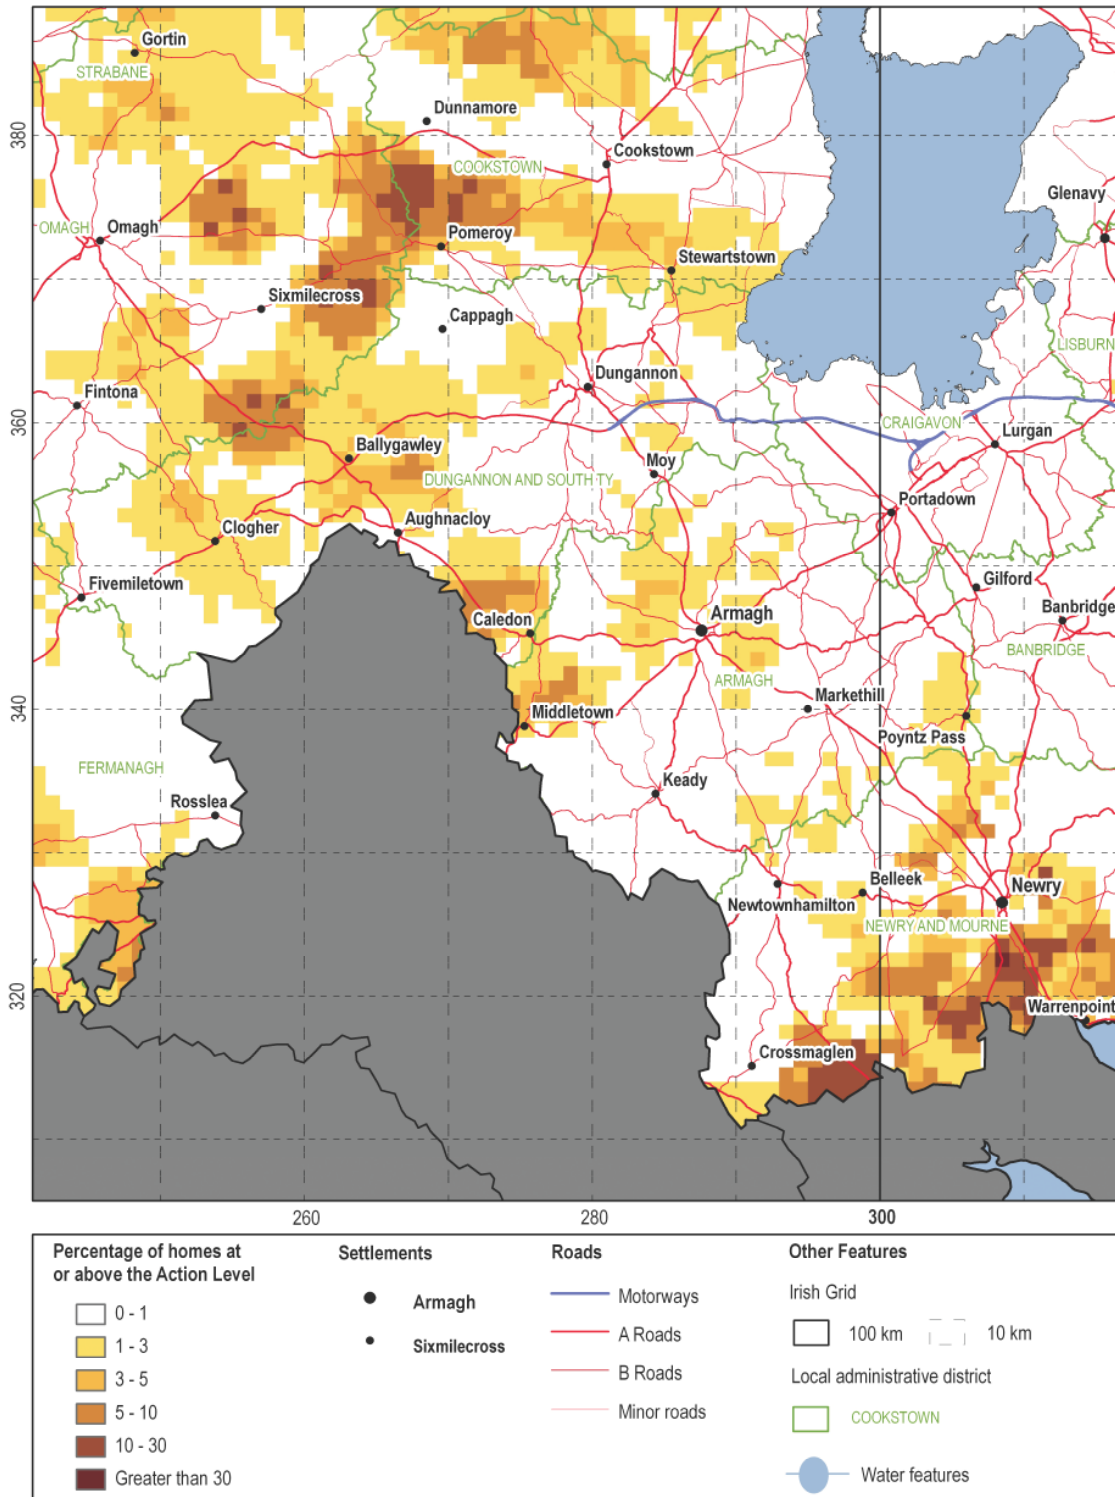 Gortin
STRABANE
Dunnamore
380
Cookstown
COOKSTOWN
Glenavy
OMAGH
Omagh
Pomeroy
Stewartstown
Sixmilecross
Cappagh
LISBURN
Dungannon
Fintona
360
CRAIGAVON
Lurgan
Ballygawley
Moy
DUNGANNON AND SOUTH TY
Portadown
Clogher
Aughnacloy
Fivemiletown
Gilford
Caledon
Armagh
Banbridge
BANBRIDGE
ARMAGH
Markethill
340
Middletown
Poyntz Pass
FERMANAGH
Keady
Rosslea
Belleek
Newry
Newtownhamilton
NEWRY AND MOURNE
320
Warrenpoint
Crossmaglen
260
280
300
Percentage of homes at
or above the Action Level
0 - 1
1 - 3
3 - 5
5 - 10
10 - 30
Greater than 30
Settlements
Armagh
Sixmilecross
Roads
Motorways
A Roads
B Roads
Minor roads
Other Features
Irish Grid
100 km
10 km
Local administrative district
COOKSTOWN
Water features